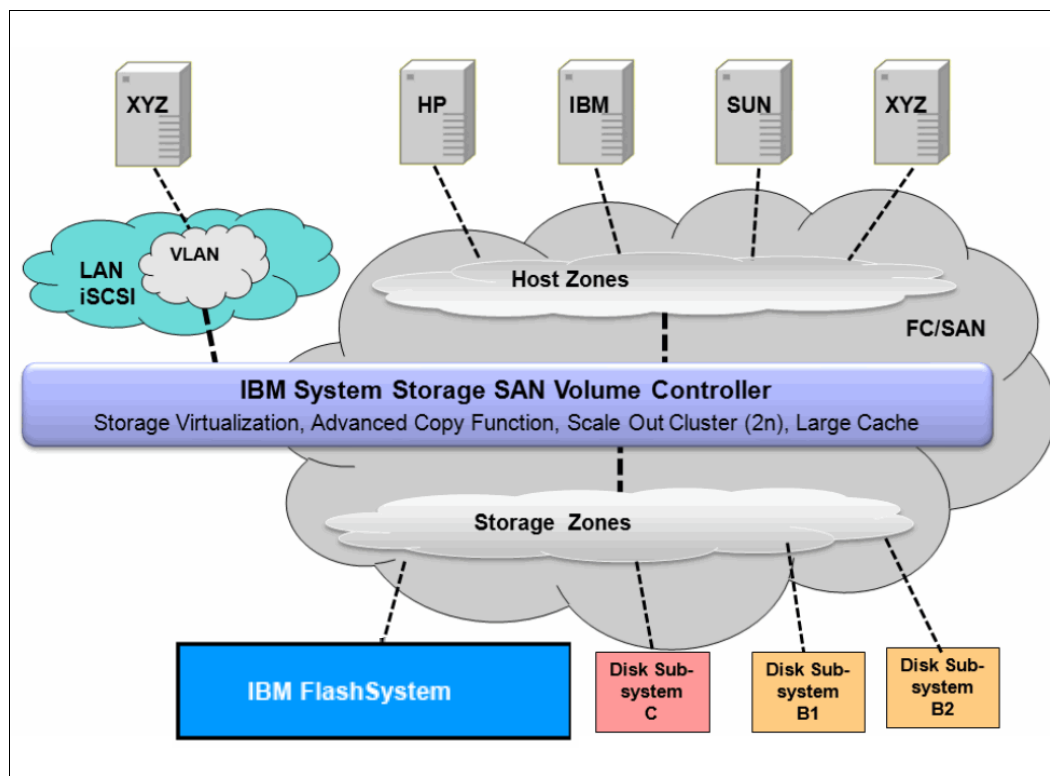 XYZ
HP
IBM
SUN
XYZ
VLAN
LAN
iSCSI
Host Zones
FC/SAN
IBM System Storage SAN Volume Controller
Storage Virtualization, Advanced Copy Function, Scale Out Cluster (2n), Large Cache
Storage Zones
IBM FlashSystem
Disk Sub-
system
C
Disk Sub-
system
B1
Disk Sub-
system
B2